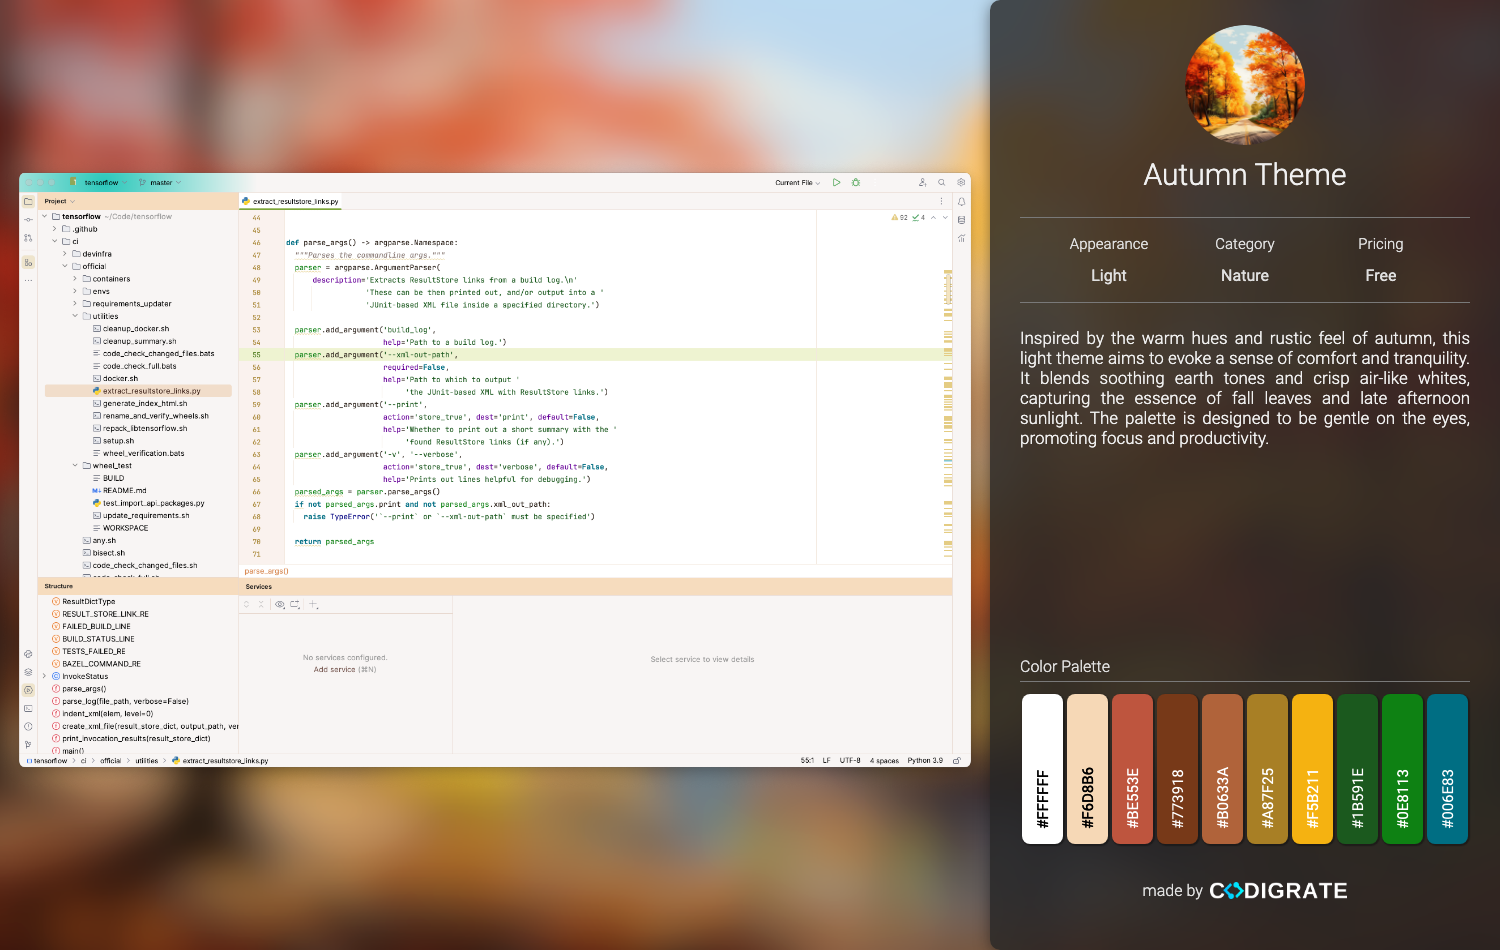 tensorflow
master
Current File
Project
extract_resultstore_links.py
tensorflow ~/Code/tensorflow
.github
ci
devinfra
official
containers
envs
requirements_updater
utilities
cleanup_docker.sh
cleanup_summary.sh
code_check_changed_files.bats
code_check_full.bats
docker.sh
extract_resultstore_links.py
generate_index_html.sh
rename_and_verify_wheels.sh
repack_libtensorflow.sh
setup.sh
wheel_verification.bats
wheel_test
BUILD
README.md
test_import_api_packages.py
update_requirements.sh
WORKSPACE
any.sh
bisect.sh
code_check_changed_files.sh
92 4
44
45
46 def parse_args() -> argparse.Namespace:
47 """Parses the commandline args."""
48 parser = argparse.ArgumentParser(
49 description='Extracts ResultStore links from a build log.\n'
50 'These can be then printed out, and/or output into a '
51 'JUnit-based XML file inside a specified directory.')
52
53 parser.add_argument('build_log',
54 help='Path to a build log.')
55 parser.add_argument('--xml-out-path',
56 required=False,
57 help='Path to which to output '
58 'the JUnit-based XML with ResultStore links.')
59 parser.add_argument('--print',
60 action='store_true', dest='print', default=False,
61 help='Whether to print out a short summary with the '
62 'found ResultStore links (if any).')
63 parser.add_argument('-v', '--verbose',
64 action='store_true', dest='verbose', default=False,
65 help='Prints out lines helpful for debugging.')
66 parsed_args = parser.parse_args()
67 if not parsed_args.print and not parsed_args.xml_out_path:
68 raise TypeError('`--print` or `--xml-out-path` must be specified')
69
70 return parsed_args
71
parse_args()
Structure
ResultDictType
RESULT_STORE_LINK_RE
FAILED_BUILD_LINE
BUILD_STATUS_LINE
TESTS_FAILED_RE
BAZEL_COMMAND_RE
InvokeStatus
parse_args()
parse_log(file_path, verbose=False)
indent_xml(elem, level=0)
create_xml_file(result_store_dict, output_path, ver
print_invocation_results(result_store_dict)
main()
Services
No services configured.
Add service (⌘N)
Select service to view details
tensorflow > ci > official > utilities > extract_resultstore_links.py
55:1 LF UTF-8 4 spaces Python 3.9
Autumn Theme
Appearance Category Pricing
Light Nature Free
Inspired by the warm hues and rustic feel of autumn, this
light theme aims to evoke a sense of comfort and tranquility.
It blends soothing earth tones and crisp air-like whites,
capturing the essence of fall leaves and late afternoon
sunlight. The palette is designed to be gentle on the eyes,
promoting focus and productivity.
Color Palette
#FFFFFF
#F6D8B6
#BE553E
#773918
#B0633A
#A87F25
#F5B211
#1B591E
#0E8113
#006E83
made by CODIGRATE